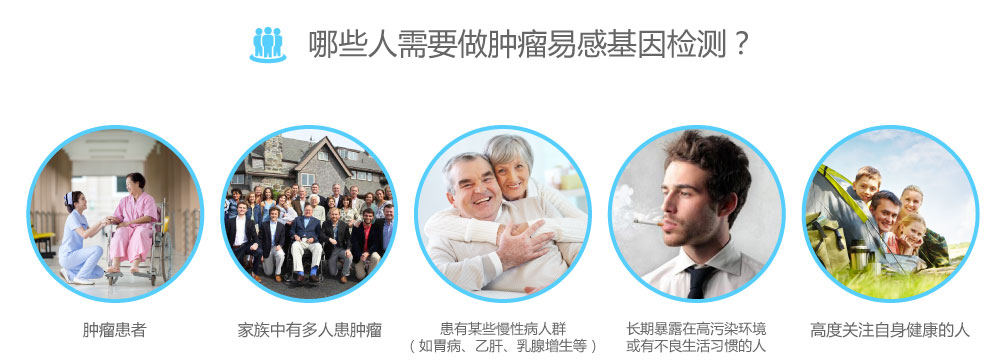 哪些人需要做肿瘤易感基因检测？
肿瘤患者
家族中有多人患肿瘤
患有某些慢性病人群
（如胃病、乙肝、乳腺增生等）
长期暴露在高污染环境
或有不良生活习惯的人
高度关注自身健康的人